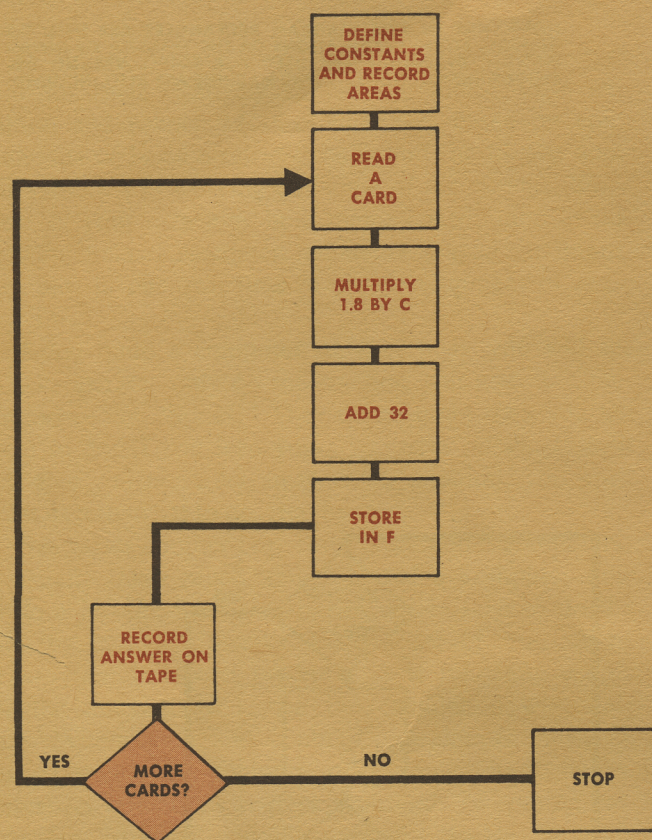 DEFINE
CONSTANTS
AND RECORD
AREAS
READ
A
CARD
MULTIPLY
1.8 BY C
ADD 32
STORE
IN F
RECORD
ANSWER ON
TAPE
YES
MORE
CARDS?
NO
STOP